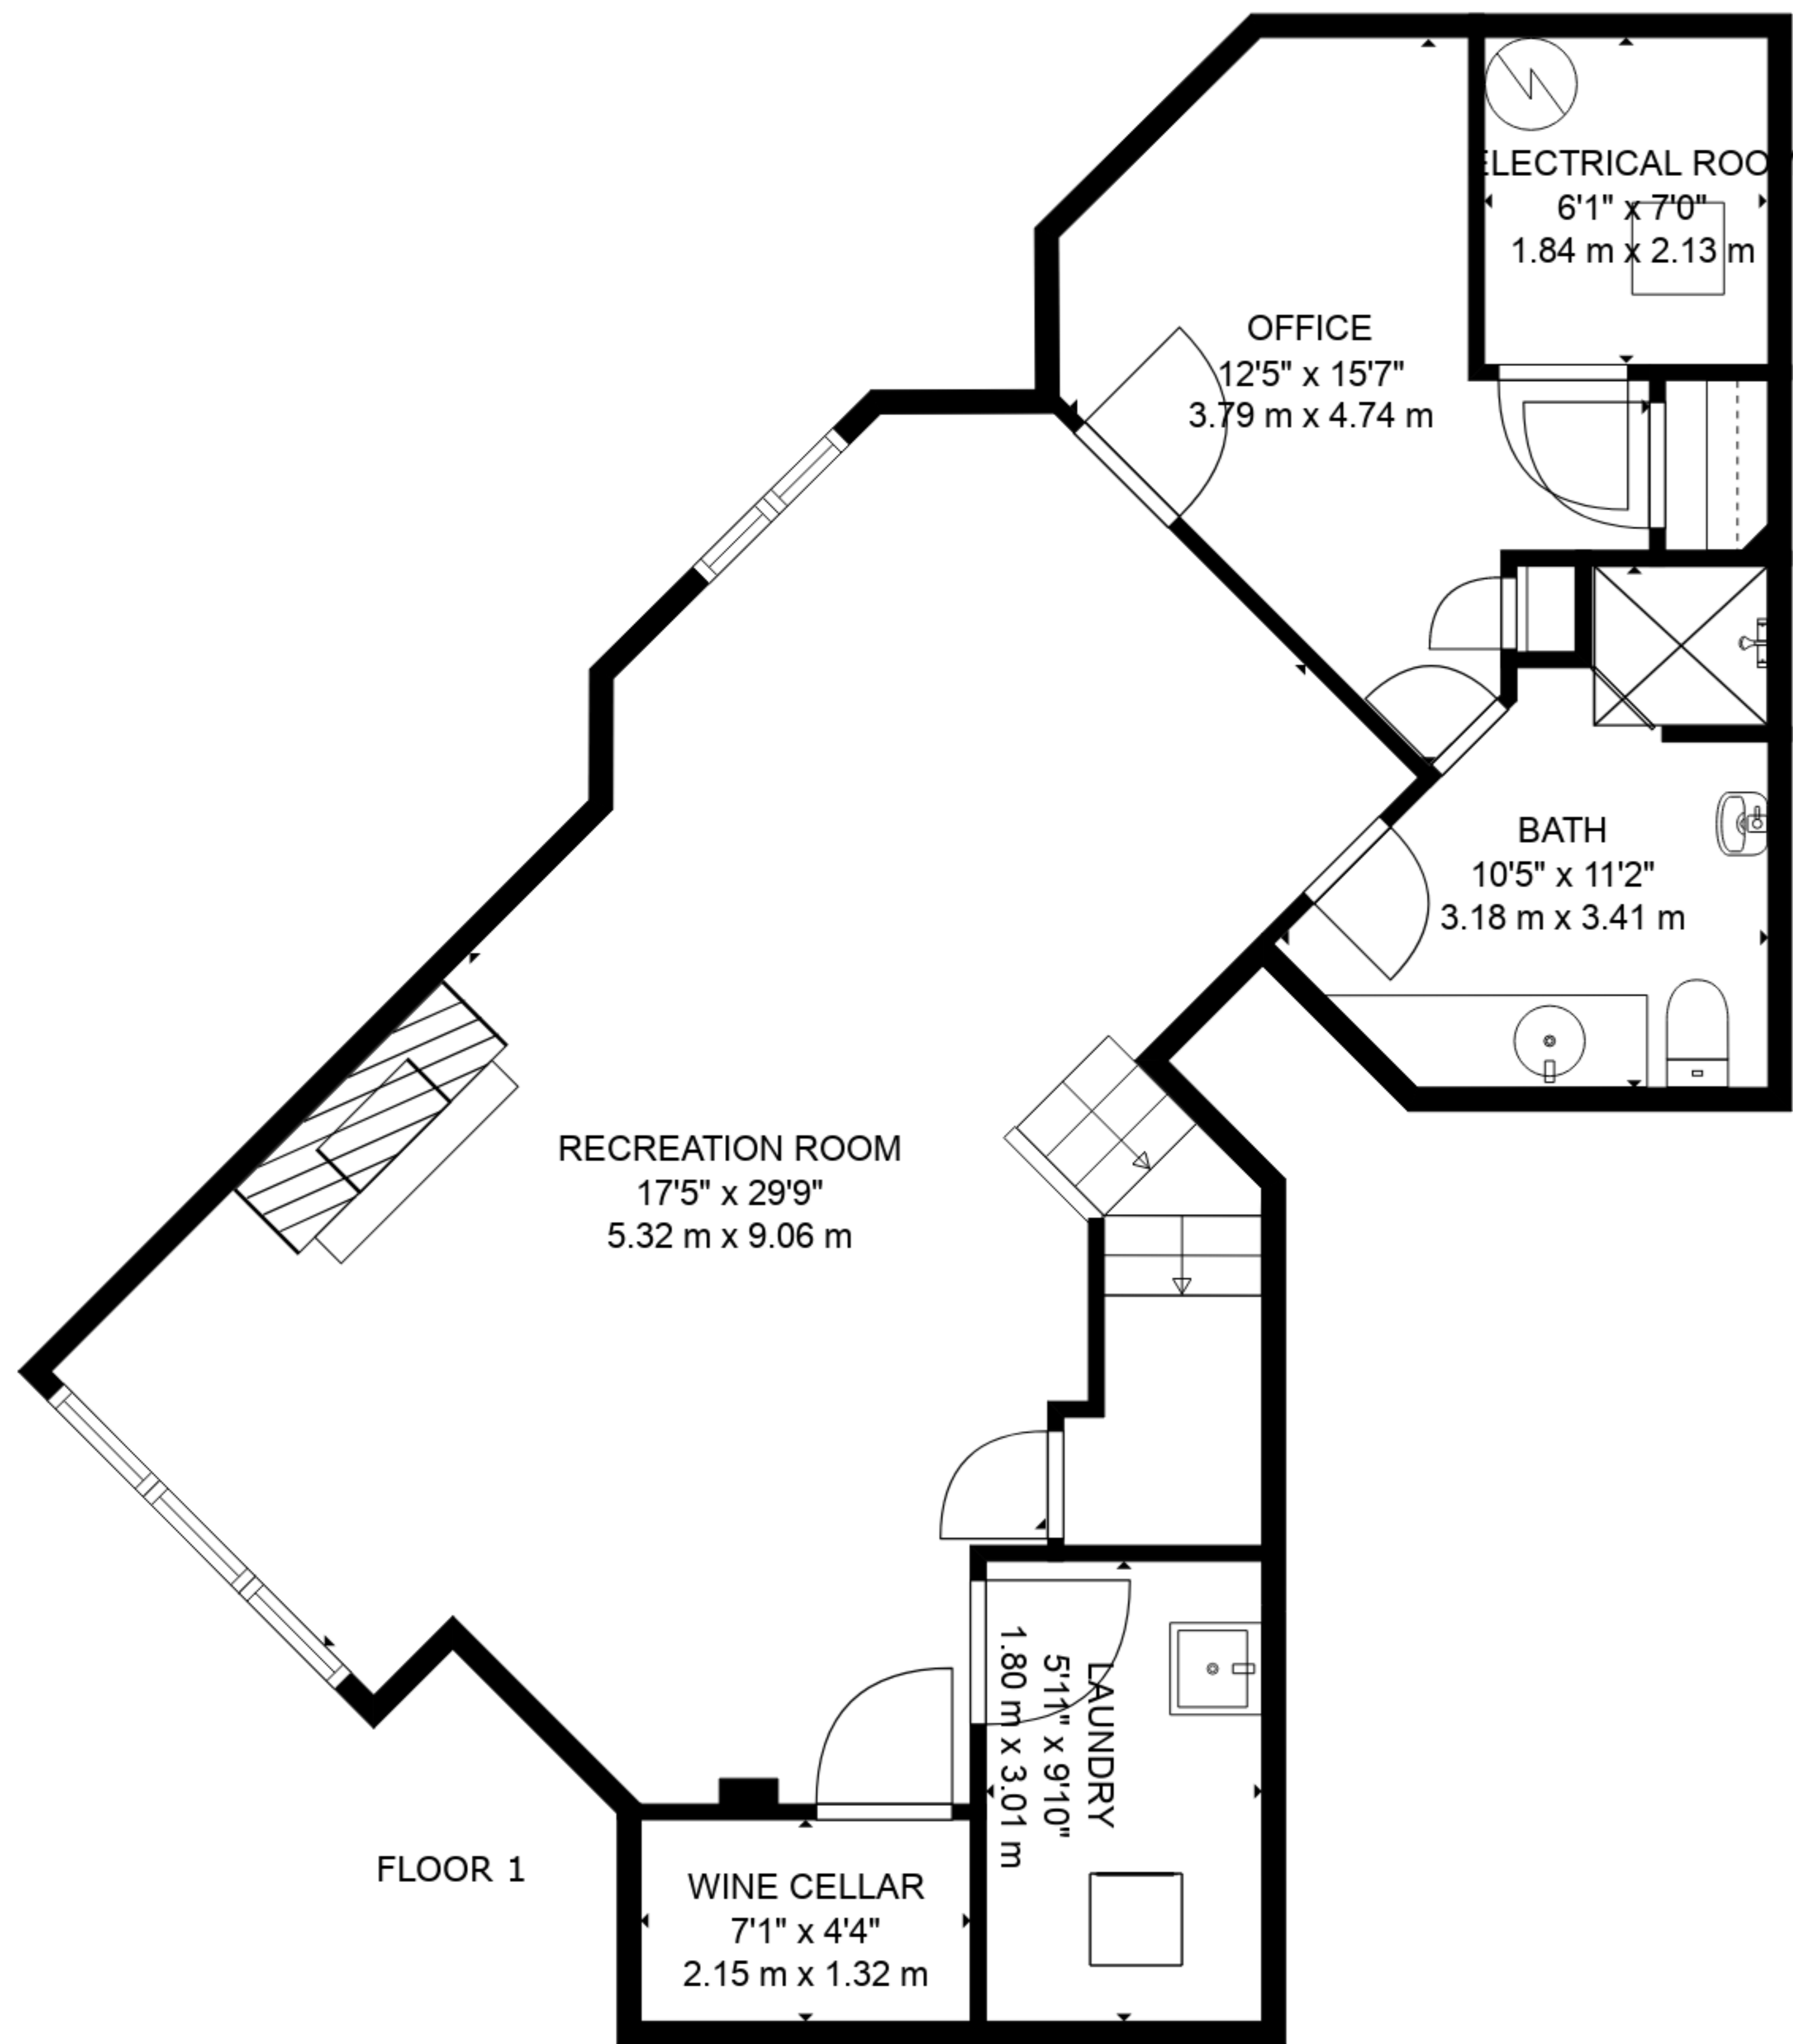 ELECTRICAL ROO
6'1" x 7'0"
1.84 m x 2.13 m
OFFICE
12'5" x 15'7"
3.79 m x 4.74 m
BATH
10'5" x 11'2"
3.18 m x 3.41 m
RECREATION ROOM
17'5" x 29'9"
5.32 m x 9.06 m
LAUNDRY
5'11" x 9'10"
1.80 m x 3.01 m
FLOOR 1
WINE CELLAR
7'1" x 4'4"
2.15 m x 1.32 m